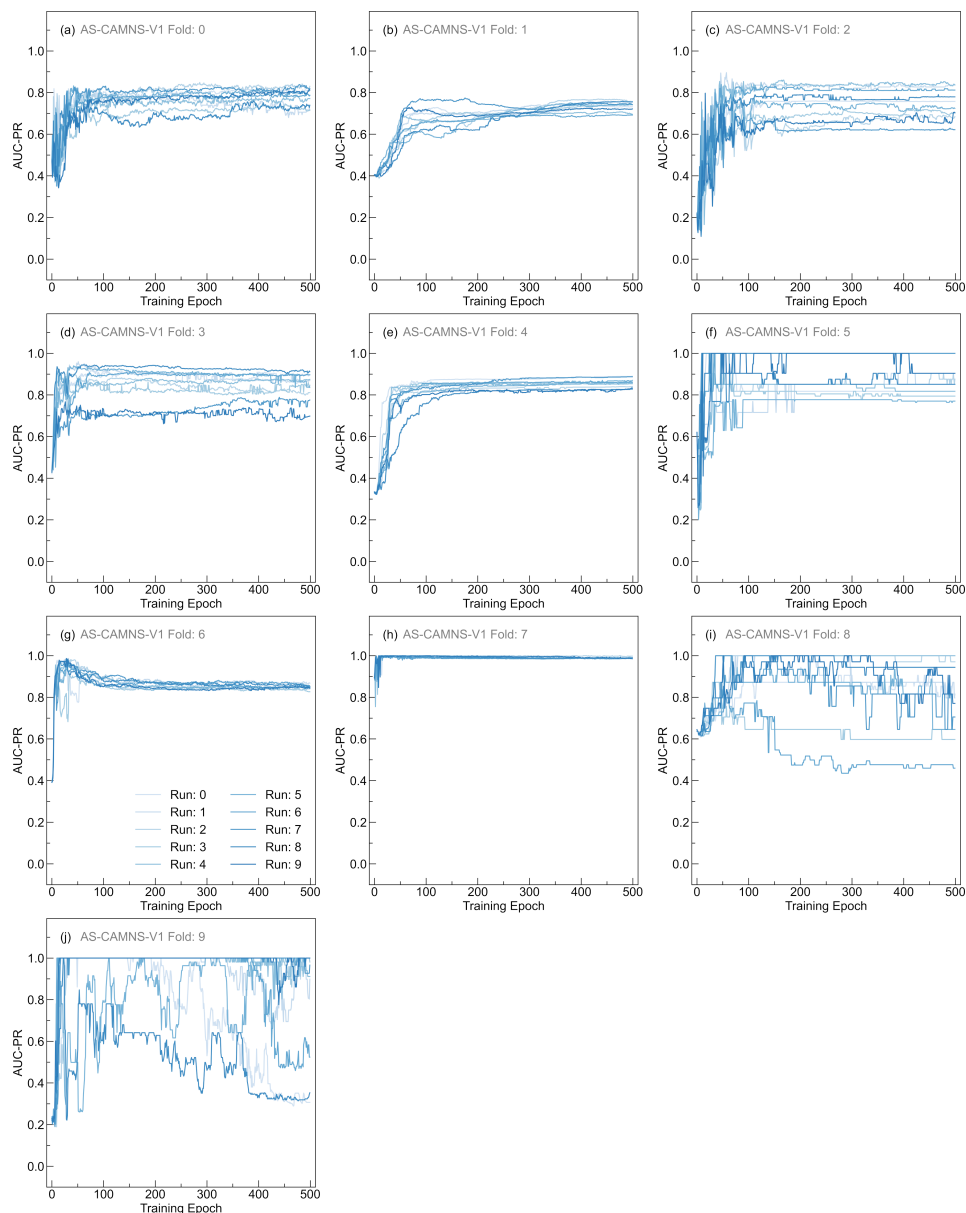 (a) AS-CAMNS-V1 Fold: 0
1.0
0.8
0.6
0.4
0.2
0.0
AUC-PR
0 100 200 300 400 500
Training Epoch
(b) AS-CAMNS-V1 Fold: 1
1.0
0.8
0.6
0.4
0.2
0.0
AUC-PR
0 100 200 300 400 500
Training Epoch
(c) AS-CAMNS-V1 Fold: 2
1.0
0.8
0.6
0.4
0.2
0.0
AUC-PR
0 100 200 300 400 500
Training Epoch
(d) AS-CAMNS-V1 Fold: 3
1.0
0.8
0.6
0.4
0.2
0.0
AUC-PR
0 100 200 300 400 500
Training Epoch
(e) AS-CAMNS-V1 Fold: 4
1.0
0.8
0.6
0.4
0.2
0.0
AUC-PR
0 100 200 300 400 500
Training Epoch
(f) AS-CAMNS-V1 Fold: 5
1.0
0.8
0.6
0.4
0.2
0.0
AUC-PR
0 100 200 300 400 500
Training Epoch
(g) AS-CAMNS-V1 Fold: 6
1.0
0.8
0.6
0.4
0.2
0.0
AUC-PR
Run: 0
Run: 1
Run: 2
Run: 3
Run: 4
Run: 5
Run: 6
Run: 7
Run: 8
Run: 9
0 100 200 300 400 500
Training Epoch
(h) AS-CAMNS-V1 Fold: 7
1.0
0.8
0.6
0.4
0.2
0.0
AUC-PR
0 100 200 300 400 500
Training Epoch
(i) AS-CAMNS-V1 Fold: 8
1.0
0.8
0.6
0.4
0.2
0.0
AUC-PR
0 100 200 300 400 500
Training Epoch
(j) AS-CAMNS-V1 Fold: 9
1.0
0.8
0.6
0.4
0.2
0.0
AUC-PR
0 100 200 300 400 500
Training Epoch